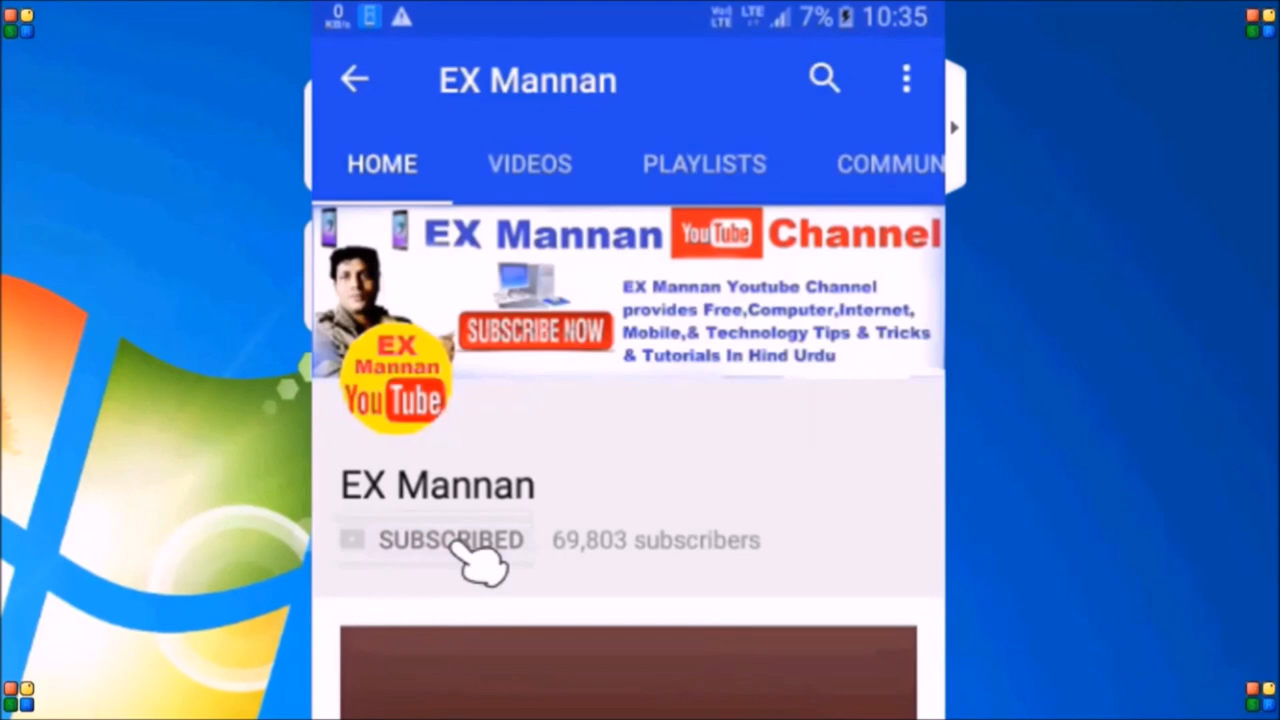 0
KB/s
Vo) LTE LTE 7% 10:35
EX Mannan
HOME VIDEOS PLAYLISTS COMMUN
EX Mannan YouTube Channel
EX Mannan Youtube Channel
provides Free,Computer,Internet,
Mobile,& Technology Tips & Tricks
& Tutorials In Hind Urdu
SUBSCRIBE NOW
EX
Mannan
YouTube
EX Mannan
SUBSCRIBED 69,803 subscribers